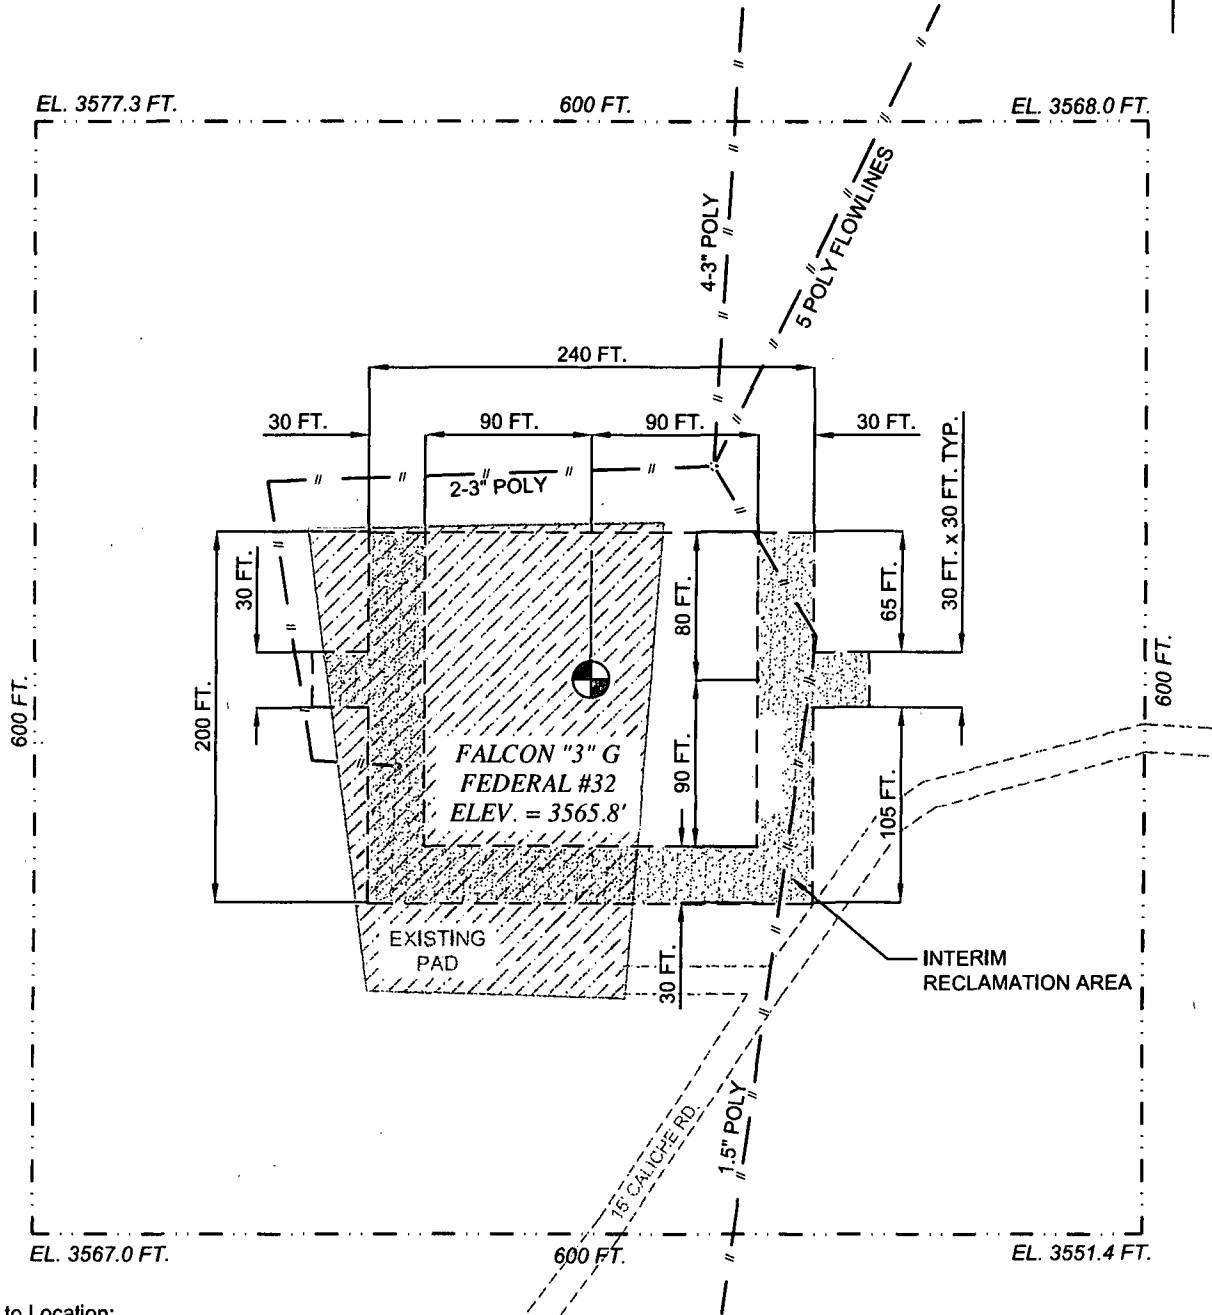 EL. 3577.3 FT.
600 FT.
EL. 3568.0 FT.
4-3" POLY
5 POLY FLOWLINES
240 FT.
30 FT.
90 FT.
90 FT.
30 FT.
30 FT. x 30 FT. TYP.
2-3" POLY
30 FT.
80 FT.
65 FT.
600 FT.
200 FT.
600 FT.
FALCON "3" G
FEDERAL #32
ELEV. = 3565.8'
90 FT.
105 FT.
EXISTING
PAD
30 FT.
INTERIM
RECLAMATION AREA
15' CALICHE RD.
1.5" POLY
EL. 3567.0 FT.
600 FT.
EL. 3551.4 FT.
to Location: